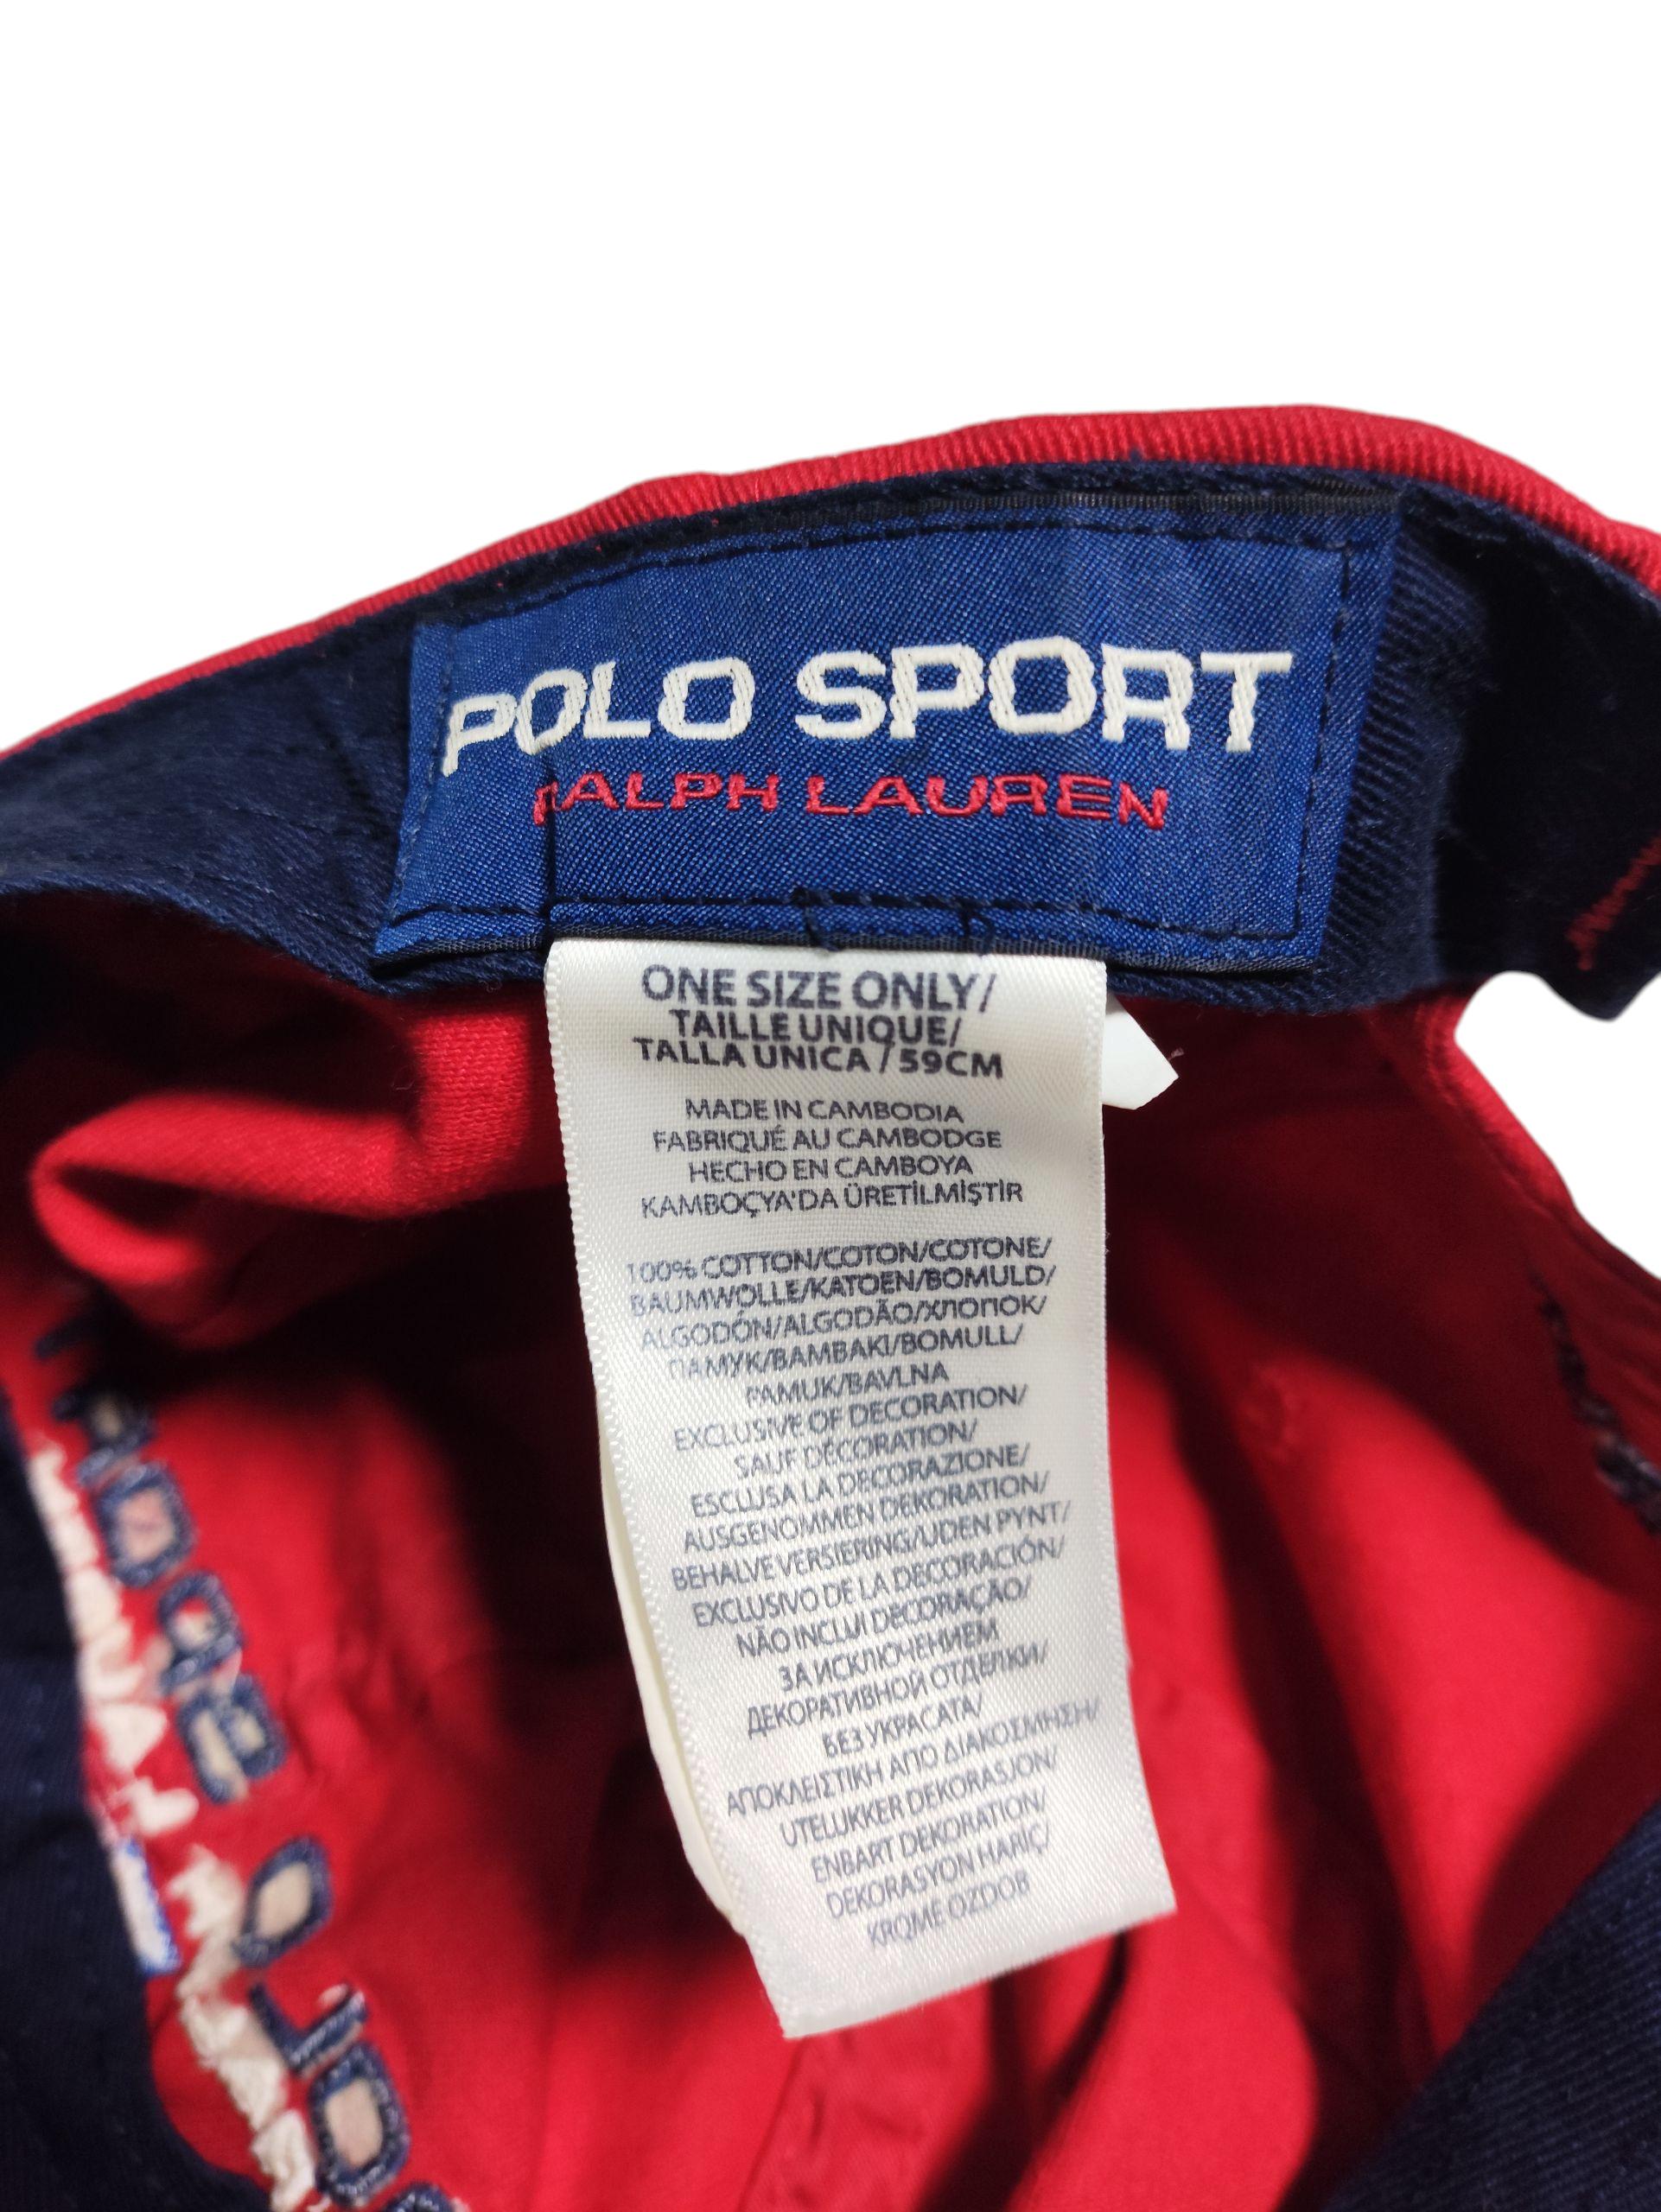 POLO SPORT
RALPH LAUREN
ONE SIZE ONLY/
TAILLE UNIQUE/
TALLA UNICA / 59CM
MADE IN CAMBODIA
FABRIQUÉ AU CAMBODGE
HECHO EN CAMBOYA
KAMBOÇYA'DA ÜRETİLMİŞTİR
100% COTTON/COTON/COTONE/
BAUMWOLLE/KATOEN/BOMULD/
ALGODÓN/ALGODÃO/ХЛОПОК/
ПАМУК/BAMBAKI/BOMULL/
PAMUK/BAVLNA
EXCLUSIVE OF DECORATION/
SAUF DÉCORATION/
ESCLUSA LA DECORAZIONE/
AUSGENOMMEN DEKORATION/
BEHALVE VERSIERING/UDEN PYNT/
EXCLUSIVO DE LA DECORACIÓN/
NÃO INCLUI DECORAÇÃO/
ЗА ИСКЛЮЧЕНИЕМ
ДЕКОРАТИВНОЙ ОТДЕЛКИ/
БЕЗ УКРАСАТА/
ΑΠΟΚΛΕΙΣΤΙΚΗ ΑΠΟ ΔΙΑΚΟΣΜΗΣΗ/
UTELUKKER DEKORASJON/
ENBART DEKORATION/
DEKORASYON HARIÇ/
KROMĚ OZDOB